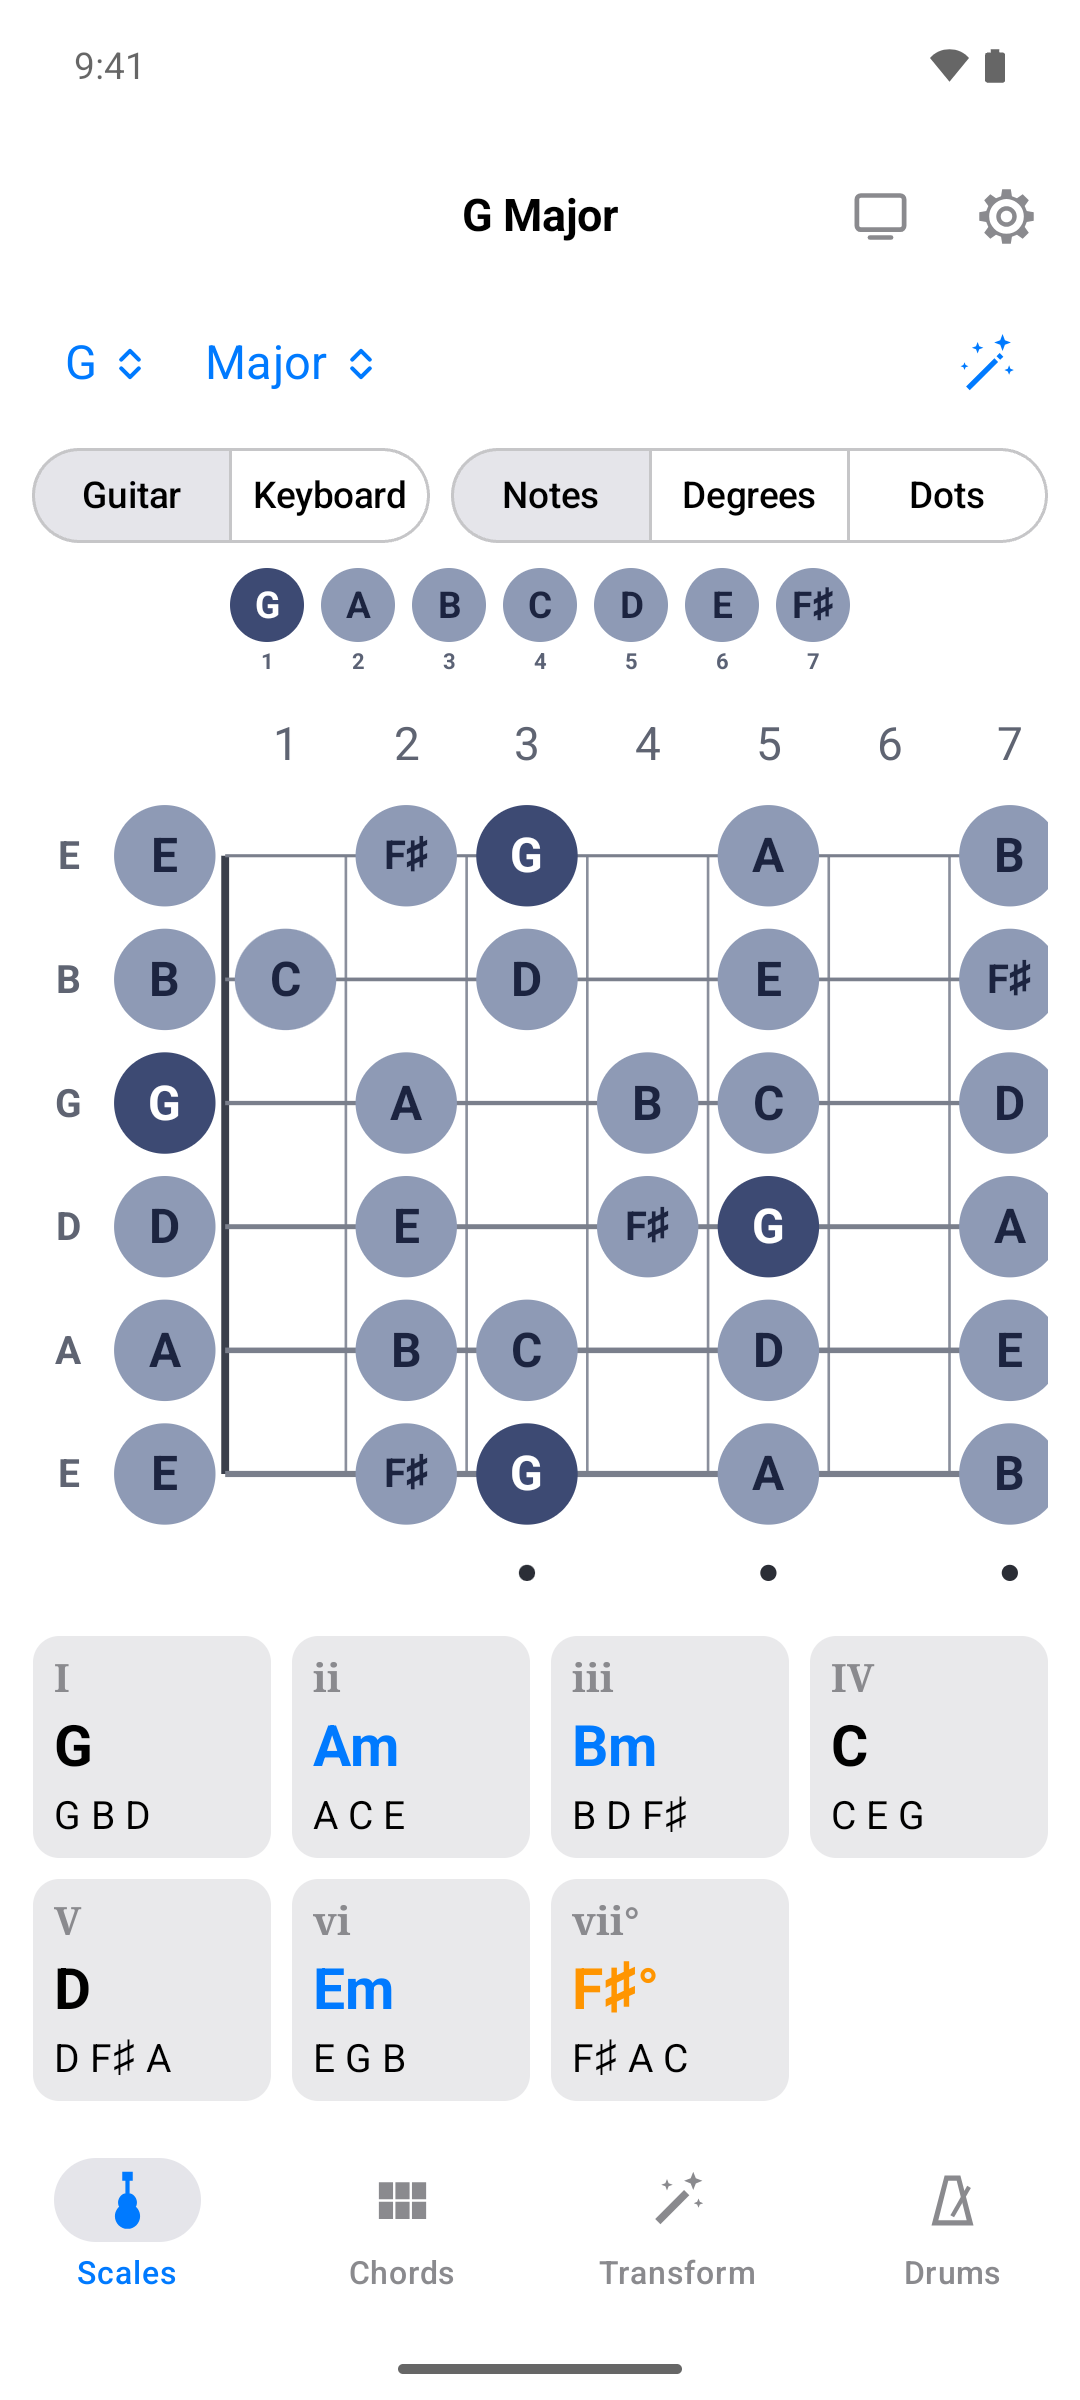 9:41
G Major
G Major
Guitar Keyboard Notes Degrees Dots
G A B C D E F♯
1 2 3 4 5 6 7
1 2 3 4 5 6 7
E E F♯ G A B
B B C D E F♯
G G A B C D
D D E F♯ G A
A A B C D E
E E F♯ G A B
I ii iii IV
G Am Bm C
G B D A C E B D F♯ C E G
V vi vii°
D Em F♯°
D F♯ A E G B F♯ A C
Scales Chords Transform Drums